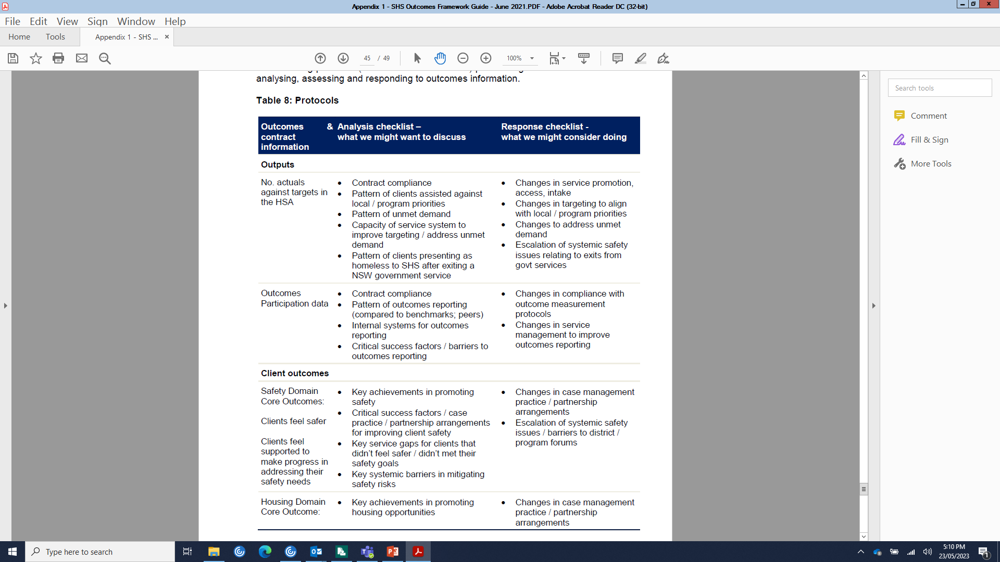 Appendix 1 - SHS Outcomes Framework Guide - June 2021.PDF - Adobe Acrobat Reader DC (32-bit)
File Edit View Sign Window Help
Home Tools Appendix 1 - SHS ... ×
45 / 49 100%
analysing, assessing and responding to outcomes information.
Table 8: Protocols
Outcomes & contract information
Analysis checklist –
what we might want to discuss
Response checklist -
what we might consider doing
Outputs
No. actuals
against targets in
the HSA
• Contract compliance
• Pattern of clients assisted against
local / program priorities
• Pattern of unmet demand
• Capacity of service system to
improve targeting / address unmet
demand
• Pattern of clients presenting as
homeless to SHS after exiting a
NSW government service
• Changes in service promotion,
access, intake
• Changes in targeting to align
with local / program priorities
• Changes to address unmet
demand
• Escalation of systemic safety
issues relating to exits from
govt services
Outcomes
Participation data
• Contract compliance
• Pattern of outcomes reporting
(compared to benchmarks; peers)
• Internal systems for outcomes
reporting
• Critical success factors / barriers to
outcomes reporting
• Changes in compliance with
outcome measurement
protocols
• Changes in service
management to improve
outcomes reporting
Client outcomes
Safety Domain
Core Outcomes:
Clients feel safer
Clients feel
supported to
make progress in
addressing their
safety needs
• Key achievements in promoting
safety
• Critical success factors / case
practice / partnership arrangements
for improving client safety
• Key service gaps for clients that
didn't feel safer / didn't met their
safety goals
• Key systemic barriers in mitigating
safety risks
• Changes in case management
practice / partnership
arrangements
• Escalation of systemic safety
issues / barriers to district /
program forums
Housing Domain
Core Outcome:
• Key achievements in promoting
housing opportunities
• Changes in case management
practice / partnership
arrangements
Search tools
Comment
Fill & Sign
More Tools
Type here to search
5:10 PM
23/05/2023
1